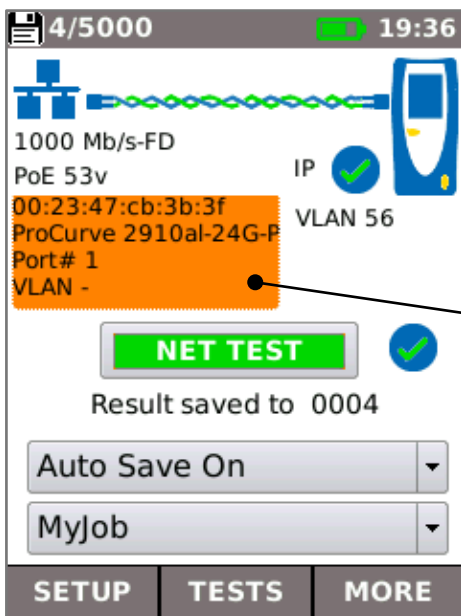 4/5000 19:36
1000 Mb/s-FD
PoE 53v
IP
00:23:47:cb:3b:3f
ProCurve 2910al-24G-P
Port# 1
VLAN -
VLAN 56
NET TEST
Result saved to 0004
Auto Save On
MyJob
SETUP TESTS MORE